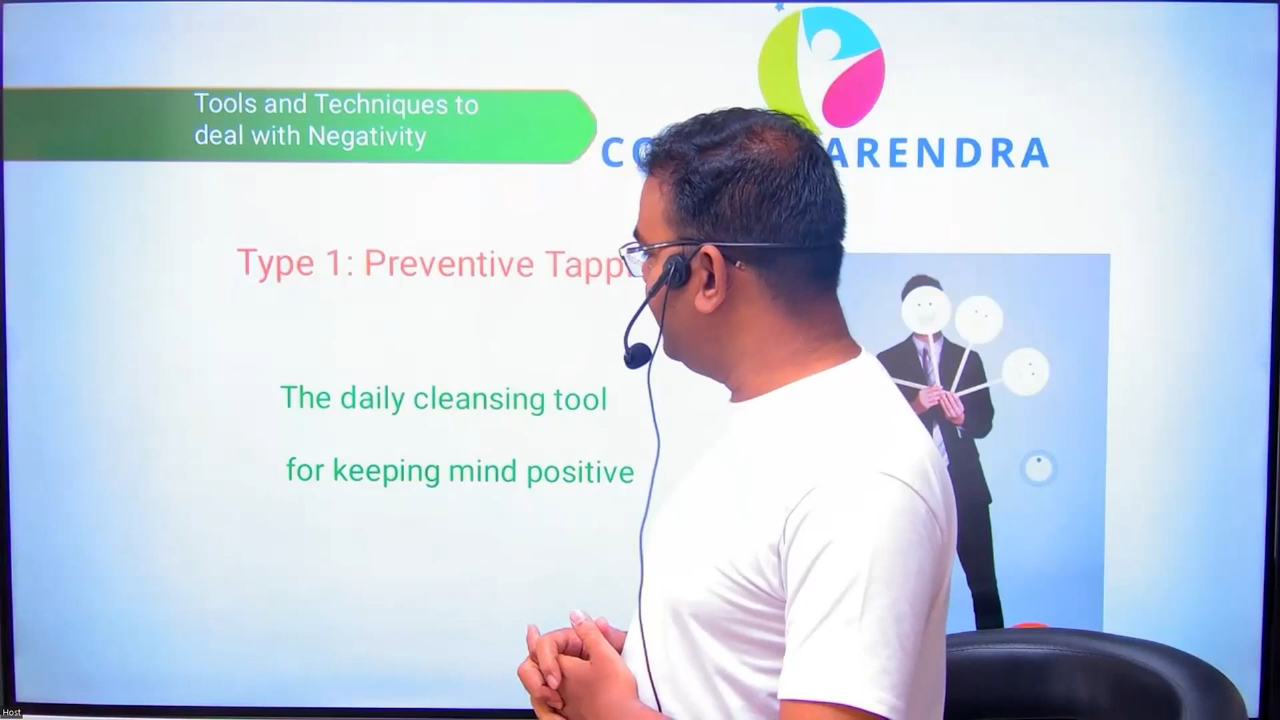 Tools and Techniques to
deal with Negativity
ARENDRA
Type 1: Preventive
The daily cleansing tool
for keeping mind positive
Host